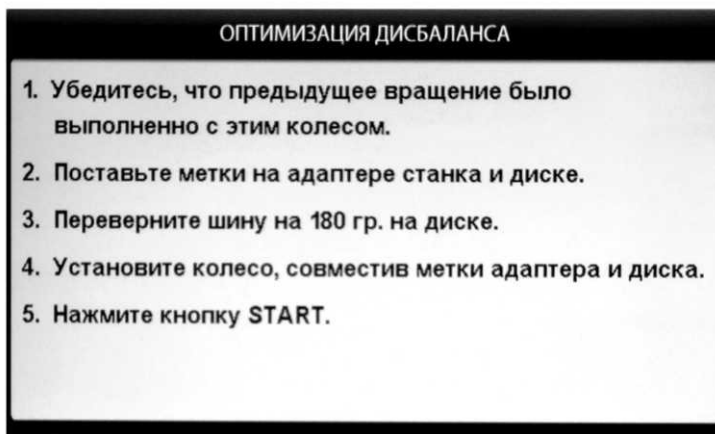 ОПТИМИЗАЦИЯ ДИСБАЛАНСА
1. Убедитесь, что предыдущее вращение было
выполненно с этим колесом.
2. Поставьте метки на адаптере станка и диске.
3. Переверните шину на 180 гр. на диске.
4. Установите колесо, совместив метки адаптера и диска.
5. Нажмите кнопку START.